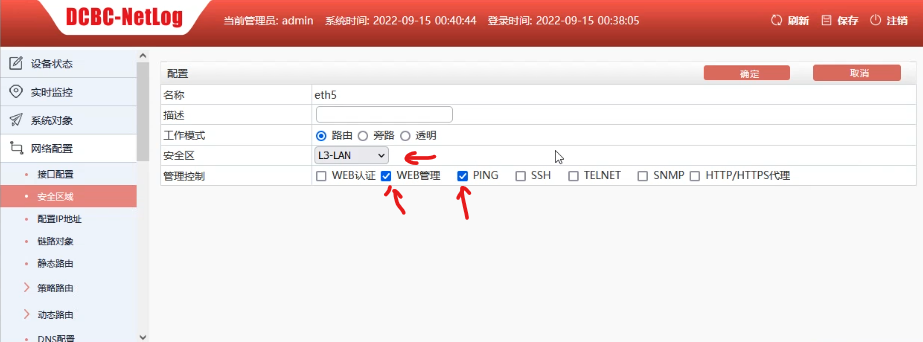 DCBC-NetLog
当前管理员: admin 系统时间: 2022-09-15 00:40:44 登录时间: 2022-09-15 00:38:05 刷新 保存 注销
设备状态
实时监控
系统对象
网络配置
接口配置
安全区域
配置IP地址
链路对象
静态路由
策略路由
动态路由
DNS配置
配置 确定 取消
名称 eth5
描述
工作模式 路由 旁路 透明
安全区 L3-LAN
管理控制 WEB认证 WEB管理 PING SSH TELNET SNMP HTTP/HTTPS代理